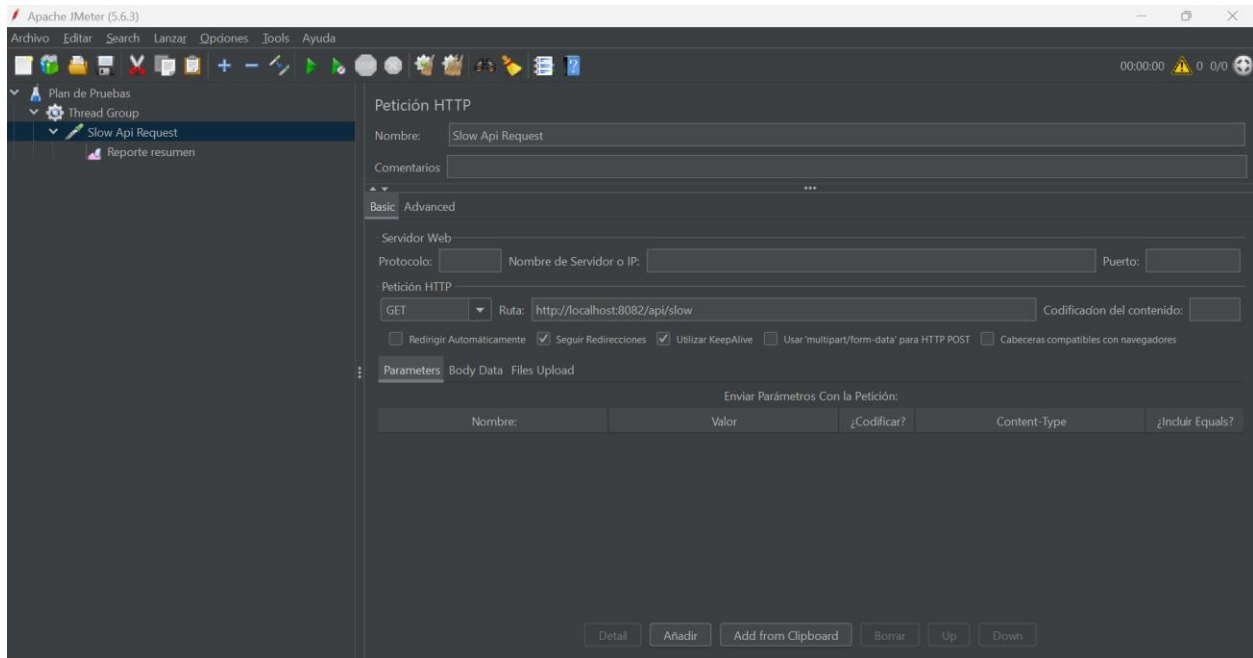 Apache JMeter (5.6.3)
Archivo Editar Search Lanzar Opciones Tools Ayuda
00:00:00 0 0/0
Plan de Pruebas
Thread Group
Slow Api Request
Reporte resumen
Petición HTTP
Nombre: Slow Api Request
Comentarios
Basic Advanced
Servidor Web
Protocolo: Nombre de Servidor o IP: Puerto:
Petición HTTP
GET Ruta: http://localhost:8082/api/slow Codificación del contenido:
Redirigir Automáticamente Seguir Redirecciones Utilizar KeepAlive Usar 'multipart/form-data' para HTTP POST Cabeceras compatibles con navegadores
Parameters Body Data Files Upload
Enviar Parámetros Con la Petición:
Nombre: Valor ¿Codificar? Content-Type ¿Incluir Equals?
Detail Añadir Add from Clipboard Borrar Up Down